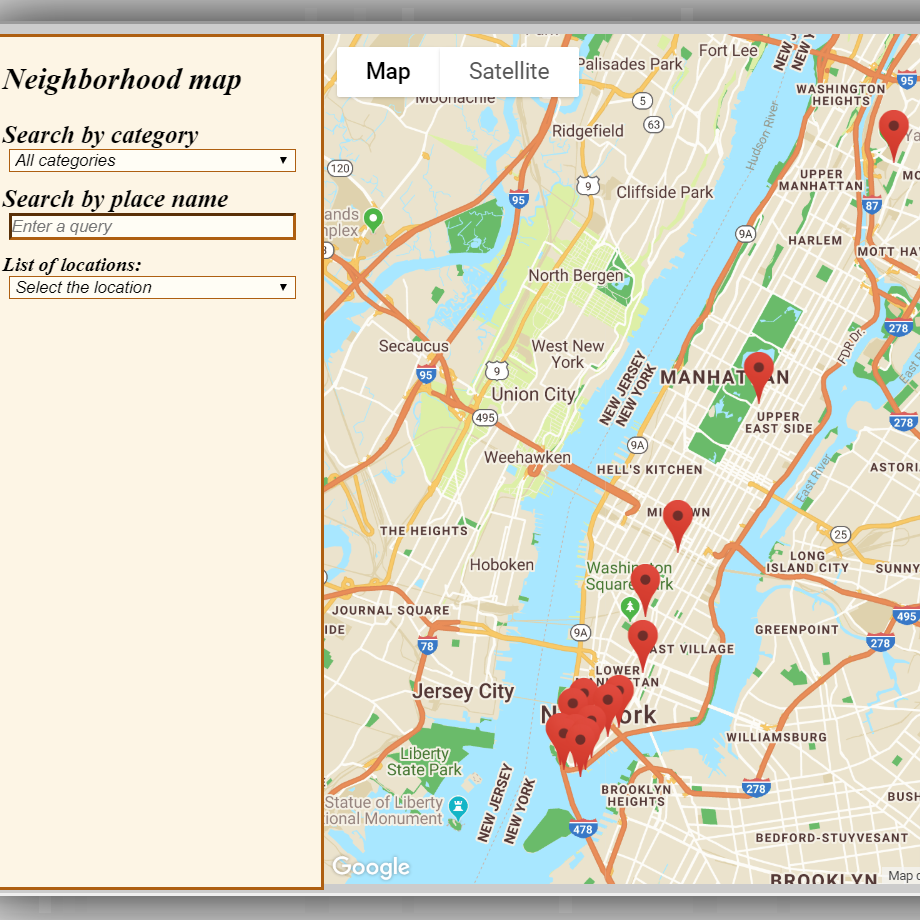 Neighborhood map
Search by category
All categories
Search by place name
Enter a query
List of locations:
Select the location
Map
Satellite
Fort Lee
Palisades Park
NEW YORK
WASHINGTON
HEIGHTS
95
Moonachie
5
63
Ridgefield
Hudson River
120
9
Cliffside Park
UPPER
MANHATTAN
95
87
9A
HARLEM
MOTT HA
North Bergen
278
FDR Dr.
Secaucus
West New
York
95
9
NEW JERSEY
NEW YORK
MANHATTAN
Union City
495
UPPER
EAST SIDE
278
9A
Weehawken
HELL'S KITCHEN
East River
ASTORI
THE HEIGHTS
25
Hoboken
Washington
Square Park
LONG
ISLAND CITY
SUNNY
JOURNAL SQUARE
IDE
9A
GREENPOINT
495
278
78
EAST VILLAGE
LOWER
MANHATTAN
Jersey City
New York
WILLIAMSBURG
Liberty
State Park
NEW JERSEY
NEW YORK
BROOKLYN
HEIGHTS
278
BUSH
Statue of Liberty
ional Monument
478
BEDFORD-STUYVESANT
Google
BROOKLYN
Map